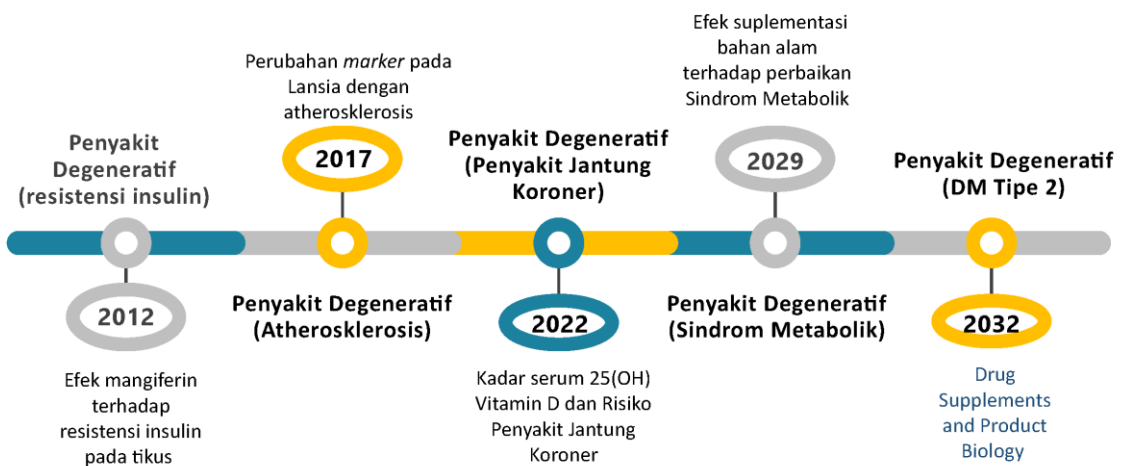 Penyakit
Degeneratif
(resistensi insulin)
2012
Efek mangiferin
terhadap
resistensi insulin
pada tikus
Perubahan marker pada
Lansia dengan
atherosklerosis
2017
Penyakit Degeneratif
(Atherosklerosis)
Penyakit Degeneratif
(Penyakit Jantung
Koroner)
2022
Kadar serum 25(OH)
Vitamin D dan Risiko
Penyakit Jantung
Koroner
Efek suplementasi
bahan alam
terhadap perbaikan
Sindrom Metabolik
2029
Penyakit Degeneratif
(Sindrom Metabolik)
Penyakit Degeneratif
(DM Tipe 2)
2032
Drug
Supplements
and Product
Biology